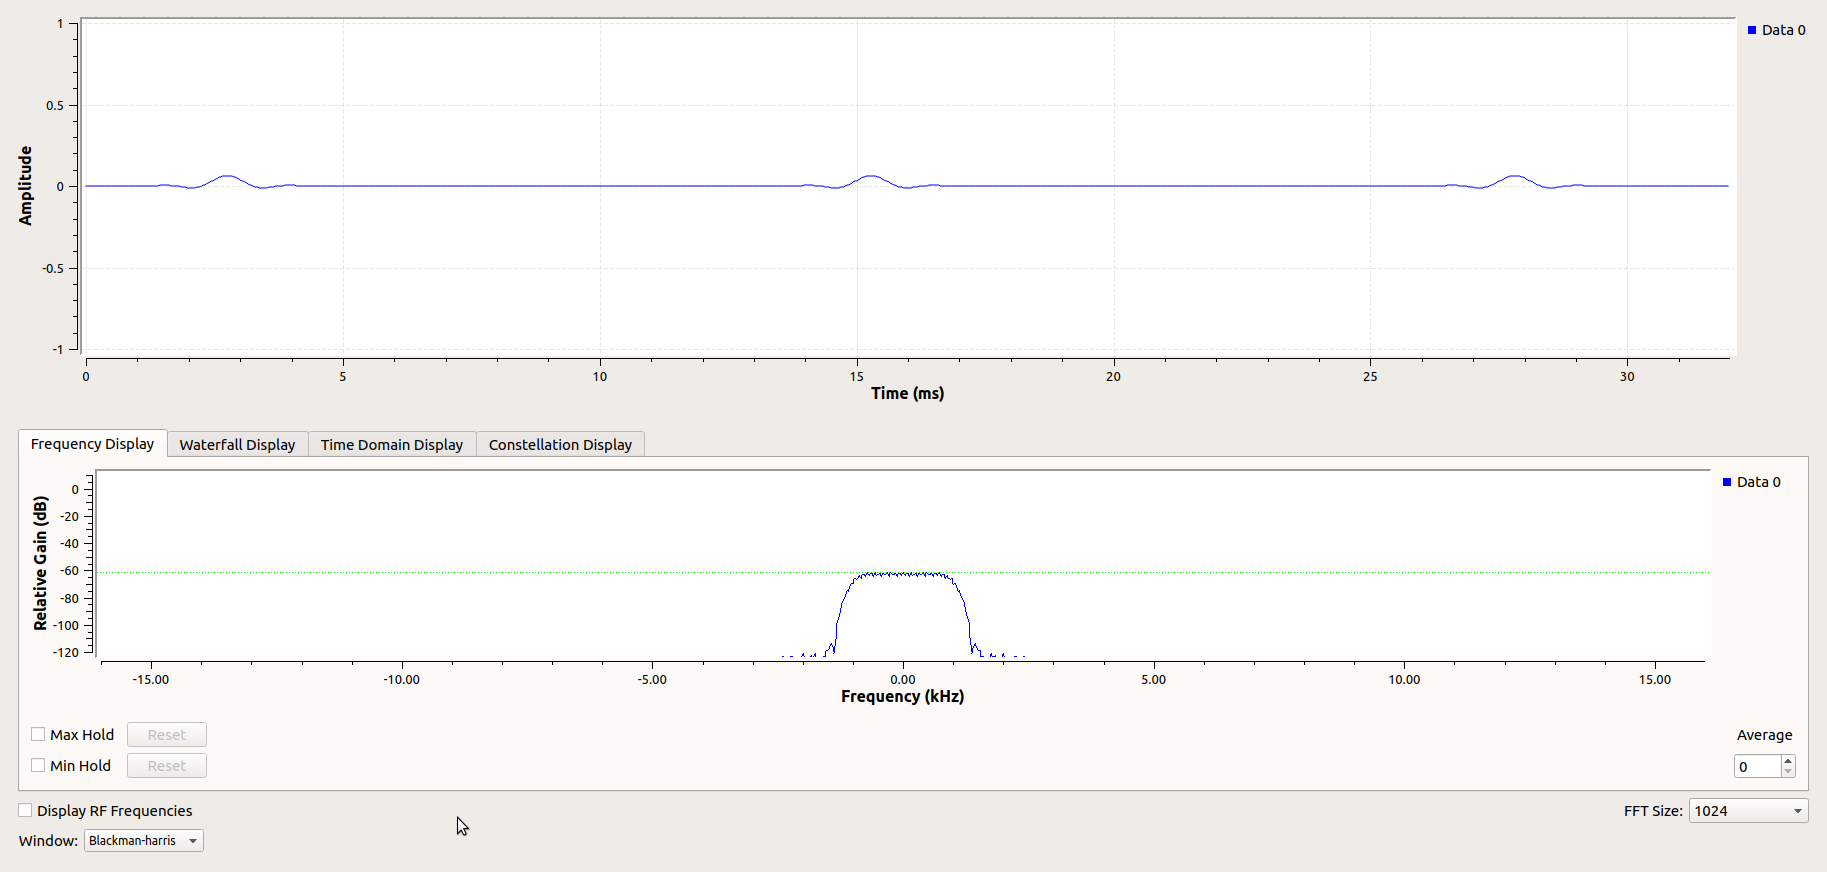 1
0.5
0
-0.5
-1
Amplitude
Data 0
0 5 10 15 20 25 30
Time (ms)
Frequency Display Waterfall Display Time Domain Display Constellation Display
0
-20
-40
-60
-80
-100
-120
Relative Gain (dB)
Data 0
-15.00 -10.00 -5.00 0.00 5.00 10.00 15.00
Frequency (kHz)
Max Hold Reset
Average
Min Hold Reset
0
Display RF Frequencies
FFT Size: 1024
Window: Blackman-harris